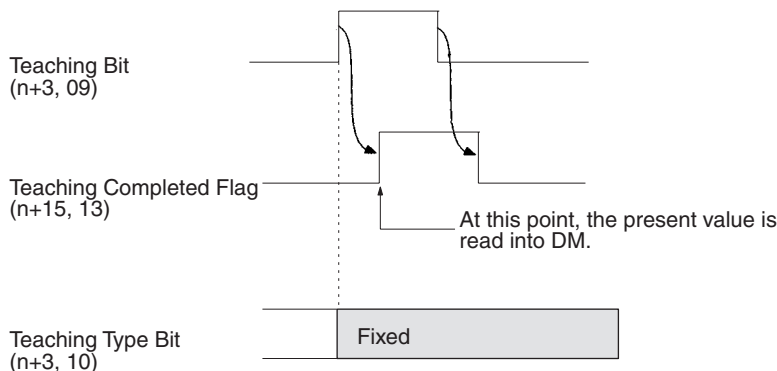 Teaching Bit
(n+3, 09)
Teaching Completed Flag
(n+15, 13)
At this point, the present value is
read into DM.
Teaching Type Bit
(n+3, 10)
Fixed